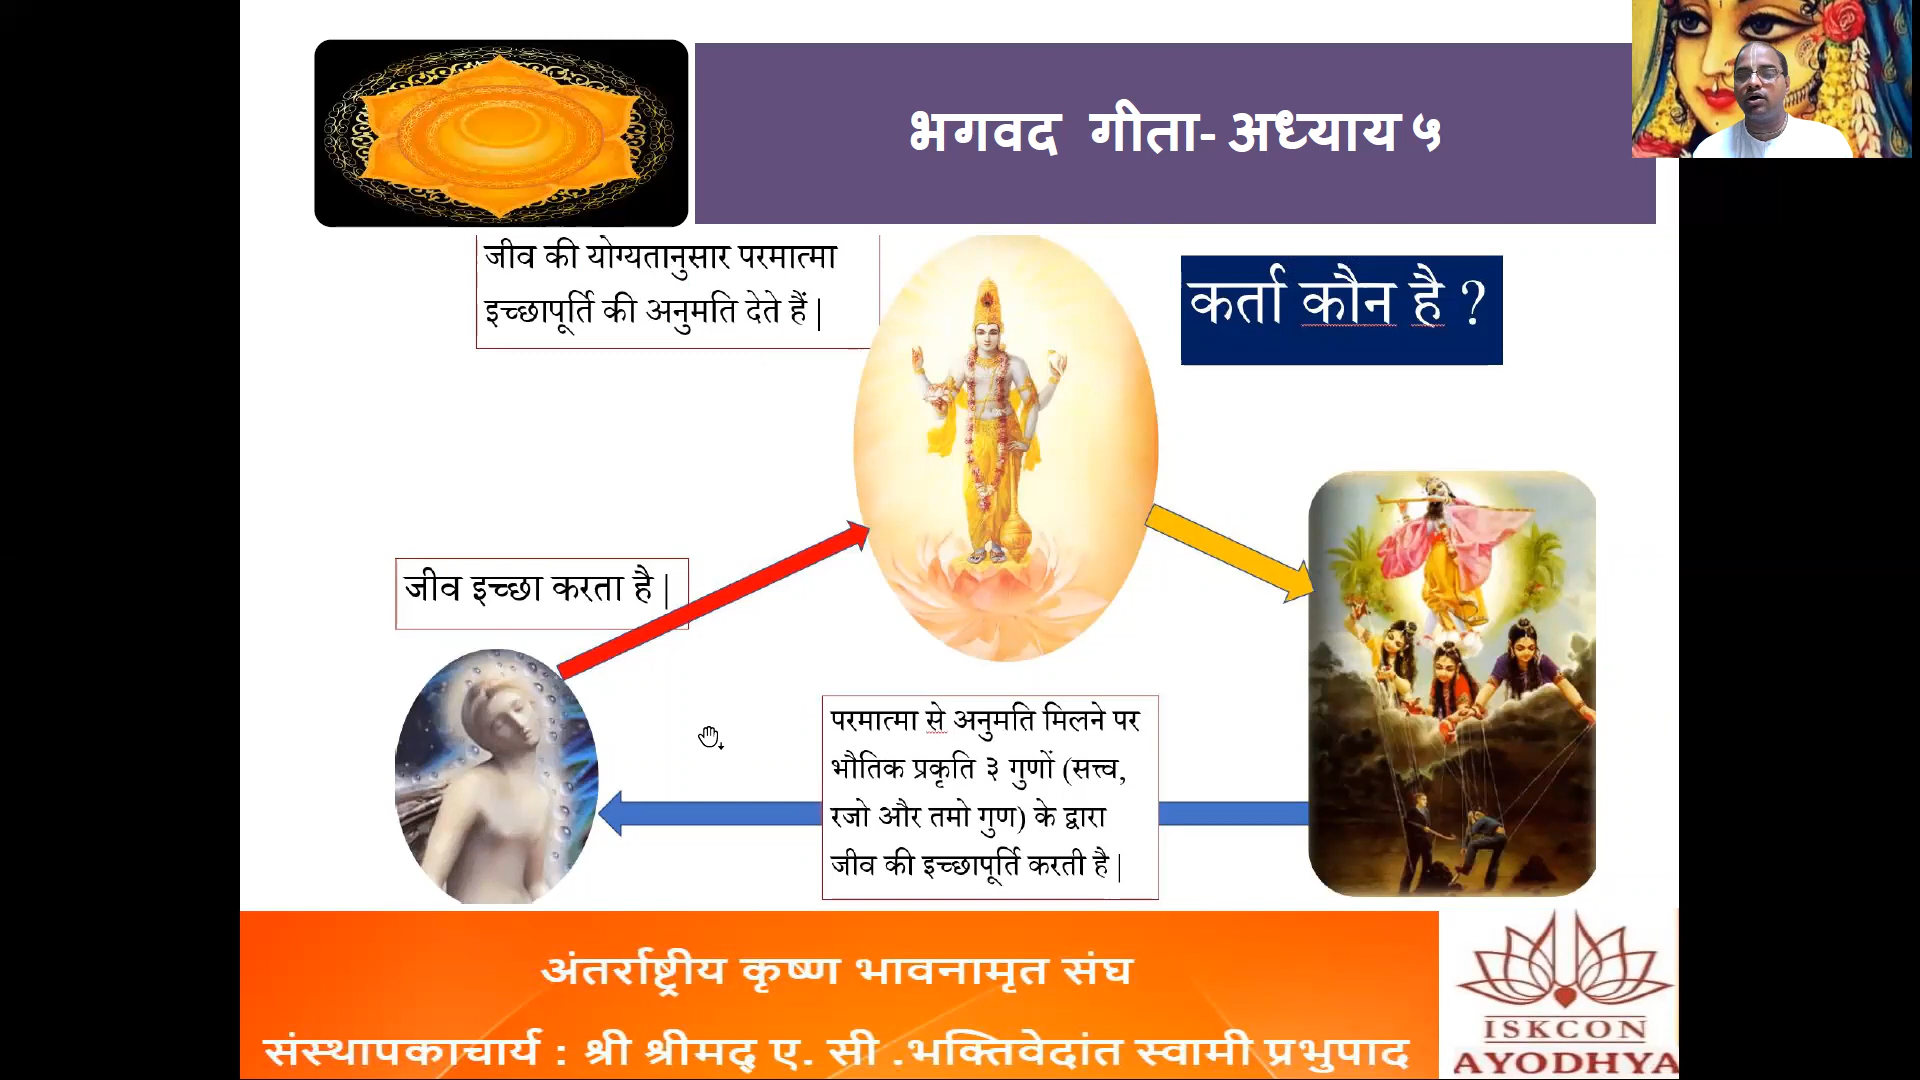 भगवद गीता- अध्याय ५
जीव की योग्यतानुसार परमात्मा
इच्छापूर्ति की अनुमति देते हैं |
कर्ता कौन है ?
जीव इच्छा करता है |
परमात्मा से अनुमति मिलने पर
भौतिक प्रकृति ३ गुणों (सत्त्व,
रजो और तमो गुण) के द्वारा
जीव की इच्छापूर्ति करती है |
अंतर्राष्ट्रीय कृष्ण भावनामृत संघ
संस्थापकाचार्य : श्री श्रीमद् ए. सी .भक्तिवेदांत स्वामी प्रभुपाद
ISKCON
AYODHYA